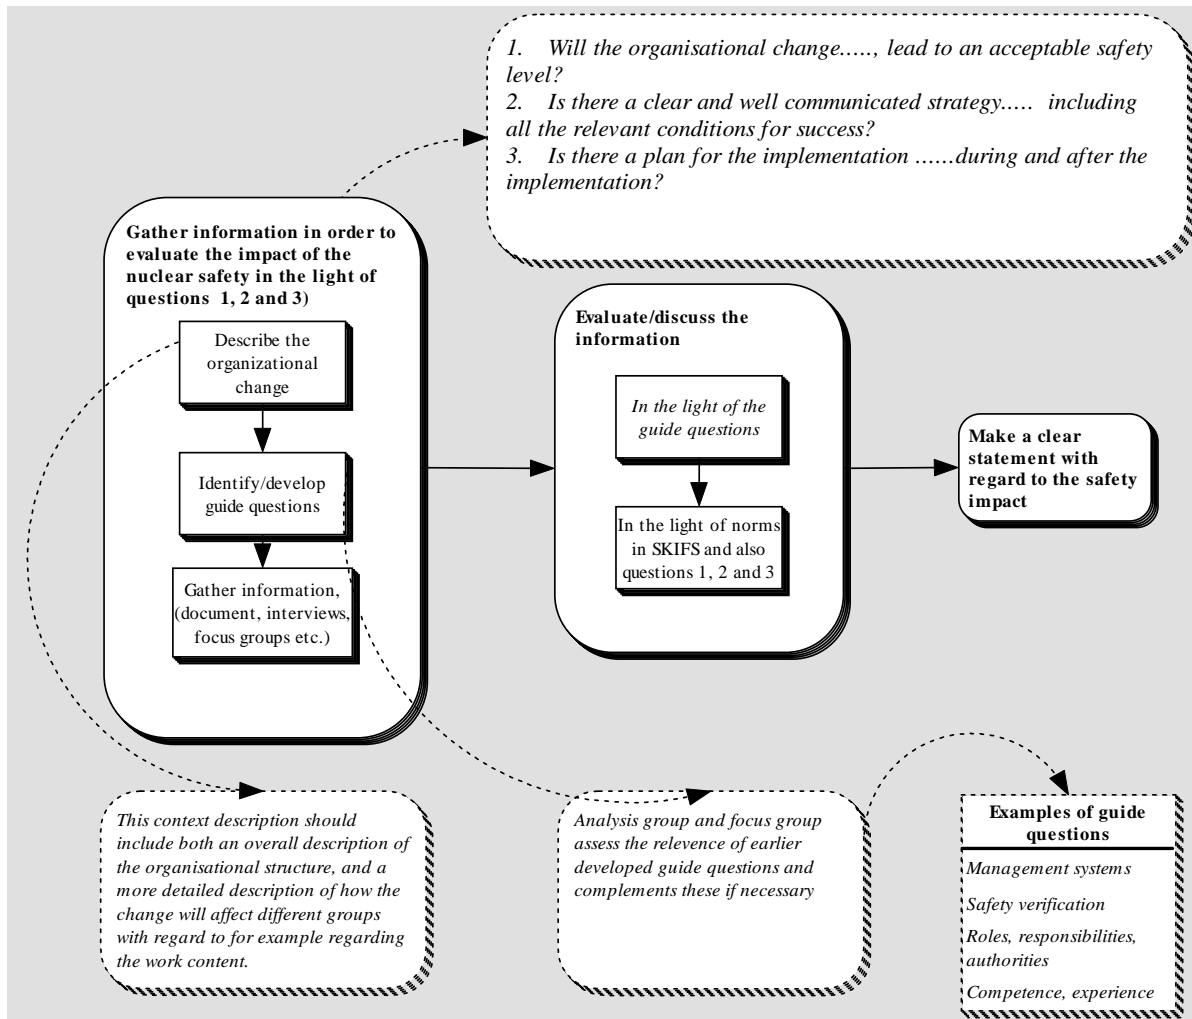 1. Will the organisational change....., lead to an acceptable safety
level?
2. Is there a clear and well communicated strategy..... including
all the relevant conditions for success?
3. Is there a plan for the implementation ......during and after the
implementation?
Gather information in order to
evaluate the impact of the
nuclear safety in the light of
questions 1, 2 and 3)
Describe the
organizational
change
Identify/develop
guide questions
Gather information,
(document, interviews,
focus groups etc.)
Evaluate/discuss the
information
In the light of the
guide questions
In the light of norms
in SKIFS and also
questions 1, 2 and 3
Make a clear
statement with
regard to the safety
impact
This context description should
include both an overall description of
the organisational structure, and a
more detailed description of how the
change will affect different groups
with regard to for example regarding
the work content.
Analysis group and focus group
assess the relevence of earlier
developed guide questions and
complements these if necessary
Examples of guide
questions
Management systems
Safety verification
Roles, responsibilities,
authorities
Competence, experience